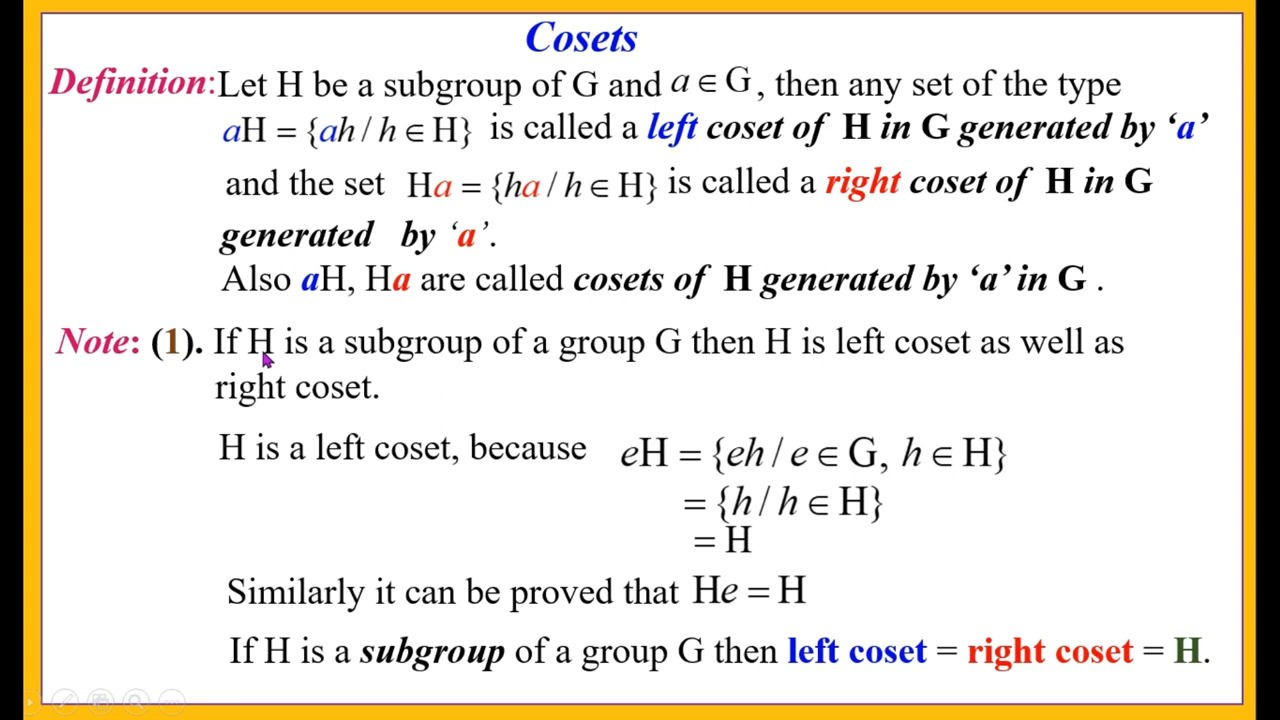 Cosets
Definition: Let H be a subgroup of G and a ∈ G, then any set of the type
aH = {ah / h ∈ H} is called a left coset of H in G generated by ‘a’
and the set Ha = {ha / h ∈ H} is called a right coset of H in G
generated by ‘a’.
Also aH, Ha are called cosets of H generated by ‘a’ in G .
Note: (1). If H is a subgroup of a group G then H is left coset as well as
right coset.
H is a left coset, because eH = {eh / e ∈ G, h ∈ H}
= {h / h ∈ H}
= H
Similarly it can be proved that He = H
If H is a subgroup of a group G then left coset = right coset = H.